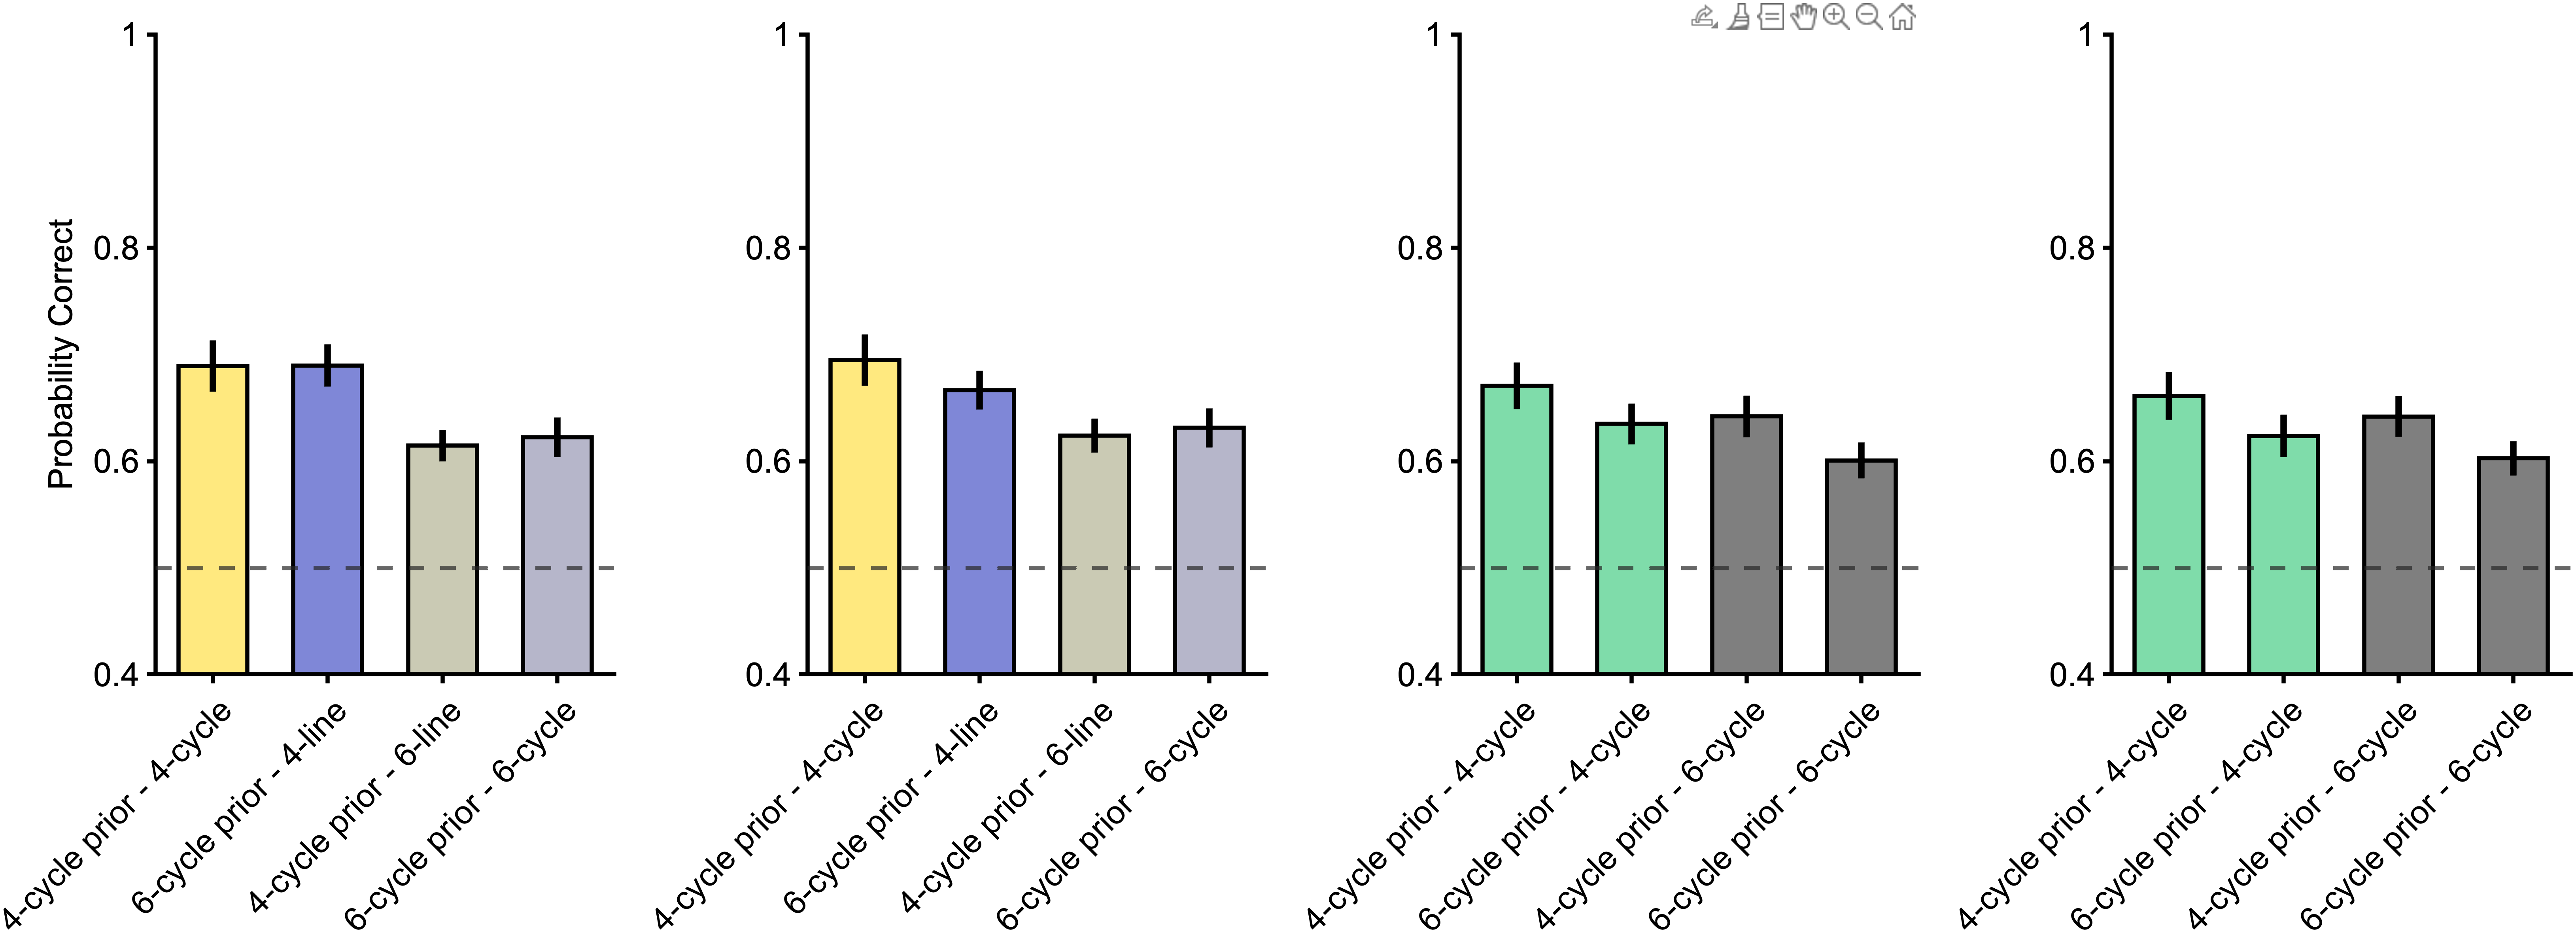 Probability Correct
1
0.8
0.6
0.4
4-cycle prior - 4-cycle
6-cycle prior - 4-line
4-cycle prior - 6-line
6-cycle prior - 6-cycle
1
0.8
0.6
0.4
4-cycle prior - 4-cycle
6-cycle prior - 4-line
4-cycle prior - 6-line
6-cycle prior - 6-cycle
1
0.8
0.6
0.4
4-cycle prior - 4-cycle
6-cycle prior - 4-cycle
4-cycle prior - 6-cycle
6-cycle prior - 6-cycle
1
0.8
0.6
0.4
4-cycle prior - 4-cycle
6-cycle prior - 4-cycle
4-cycle prior - 6-cycle
6-cycle prior - 6-cycle